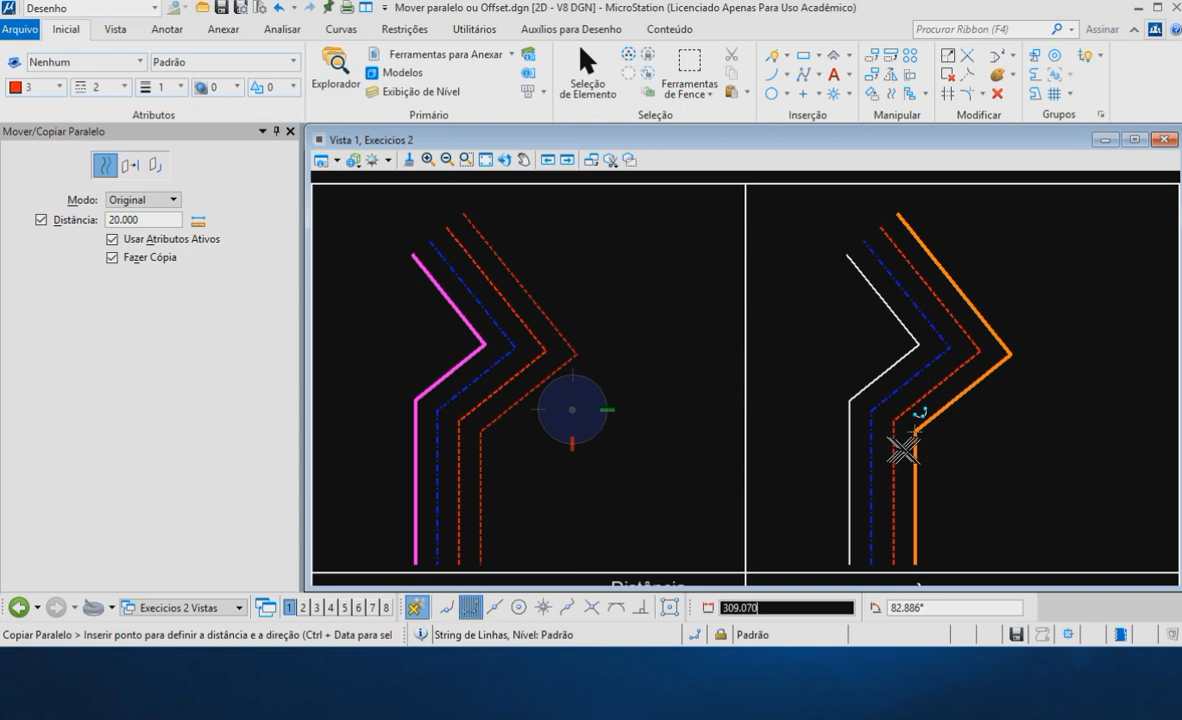 Desenho
Mover paralelo ou Offset.dgn [2D - V8 DGN] - MicroStation (Licenciado Apenas Para Uso Acadêmico)
Arquivo Inicial Vista Anotar Anexar Analisar Curvas Restrições Utilitários Auxilios para Desenho Conteúdo Procurar Ribbon (F4) Assinar
Nenhum Padrão
3 2 1 0 0
Atributos
Explorador
Ferramentas para Anexar
Modelos
Exibição de Nível
Primário
Seleção
de Elemento
Ferramentas
de Fence
Seleção
Inserção
Manipular
Modificar
Grupos
Mover/Copiar Paralelo
Modo: Original
Distância: 20.000
Usar Atributos Ativos
Fazer Cópia
Vista 1, Execicios 2
Execicios 2 Vistas 1 2 3 4 5 6 7 8 309.070 82.886°
Copiar Paralelo > Inserir ponto para definir a distância e a direção (Ctrl + Data para sel
String de Linhas, Nível: Padrão
Padrão